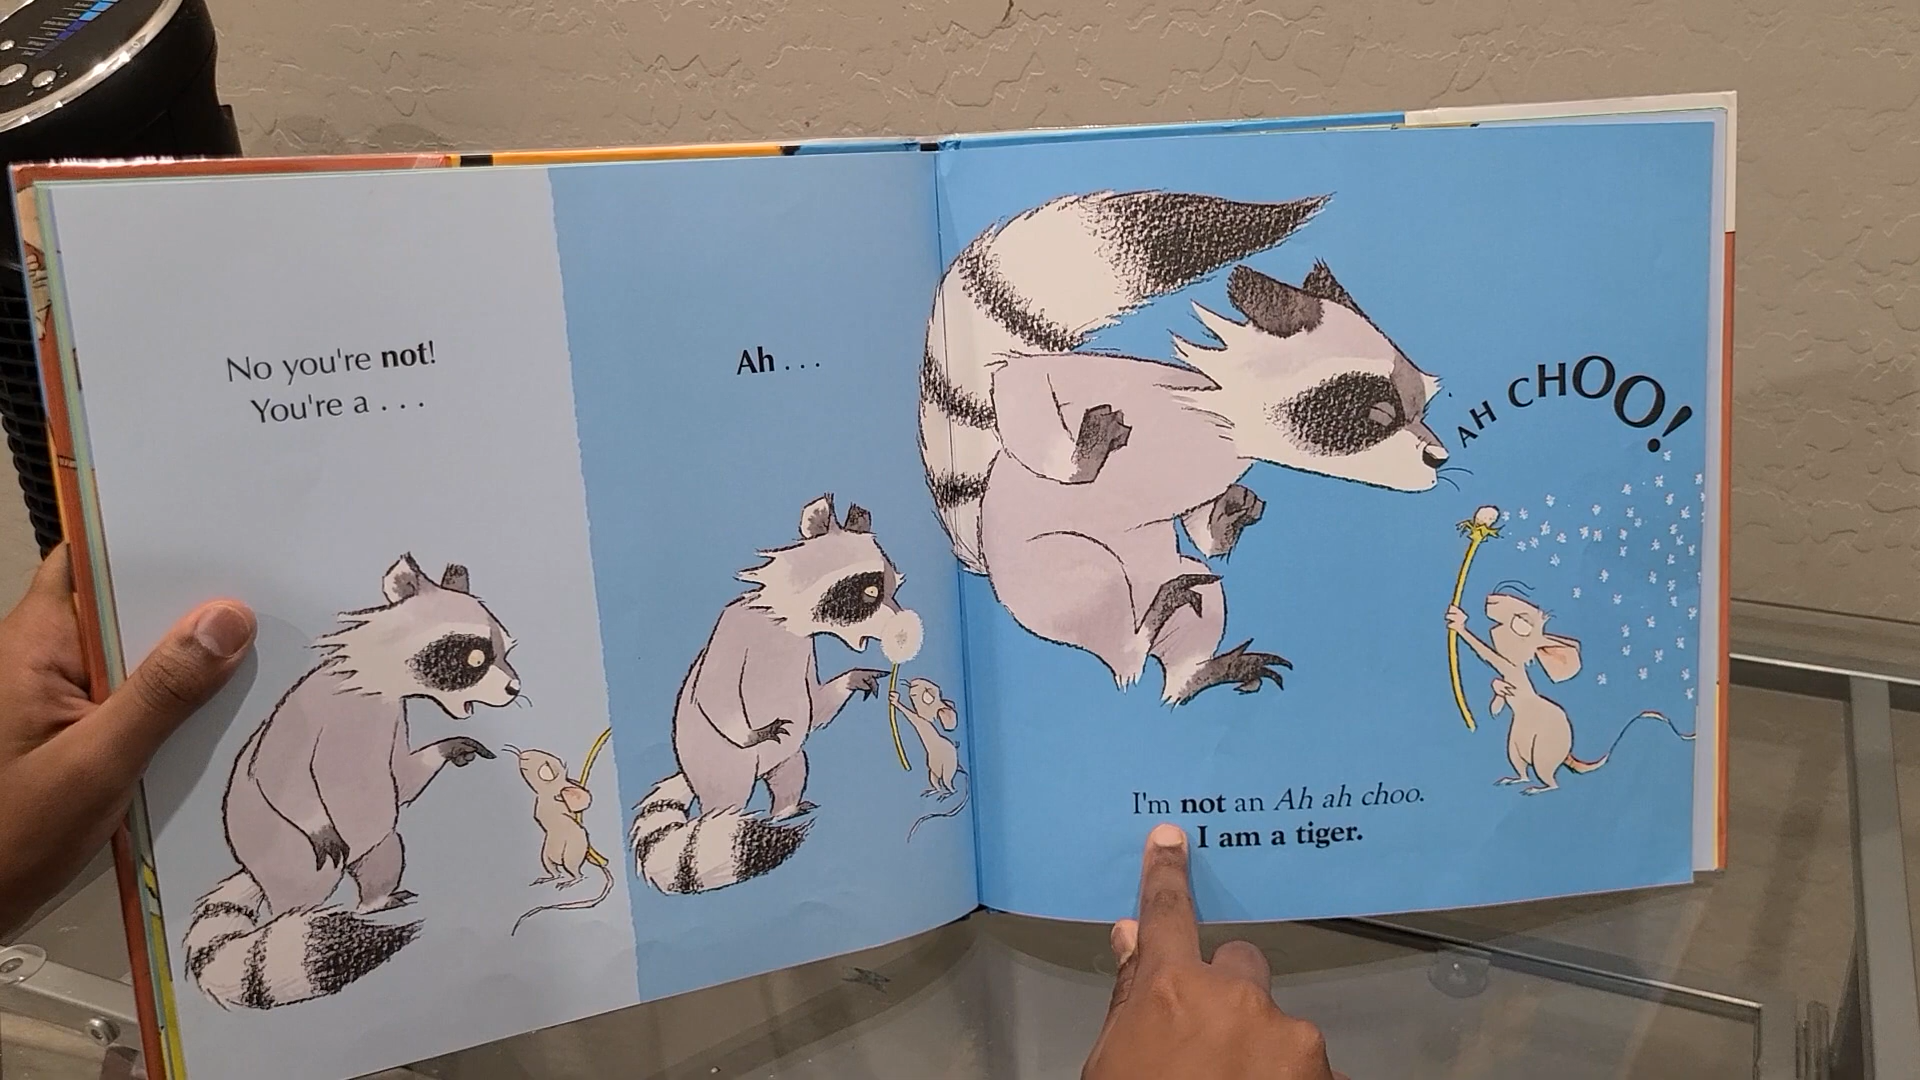 No you're not!
You're a . . .
Ah . . .
AH CHOO!
I'm not an Ah ah choo.
I am a tiger.